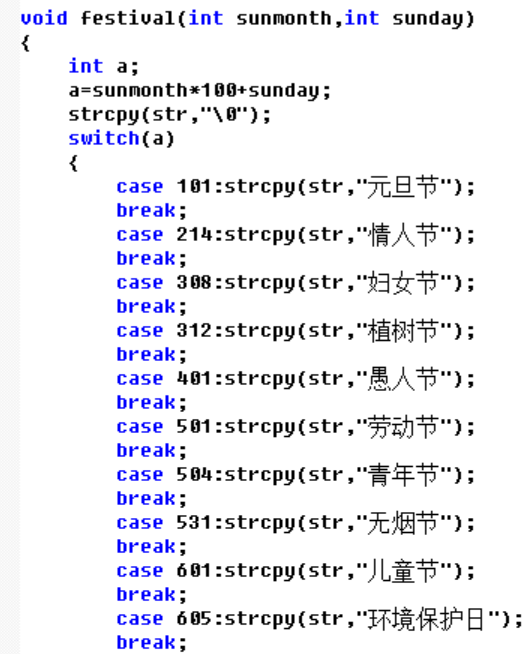 void festival(int sunmonth,int sunday)
{
    int a;
    a=sunmonth*100+sunday;
    strcpy(str,"\0");
    switch(a)
    {
        case 101:strcpy(str,"元旦节");
        break;
        case 214:strcpy(str,"情人节");
        break;
        case 308:strcpy(str,"妇女节");
        break;
        case 312:strcpy(str,"植树节");
        break;
        case 401:strcpy(str,"愚人节");
        break;
        case 501:strcpy(str,"劳动节");
        break;
        case 504:strcpy(str,"青年节");
        break;
        case 531:strcpy(str,"无烟节");
        break;
        case 601:strcpy(str,"儿童节");
        break;
        case 605:strcpy(str,"环境保护日");
        break;